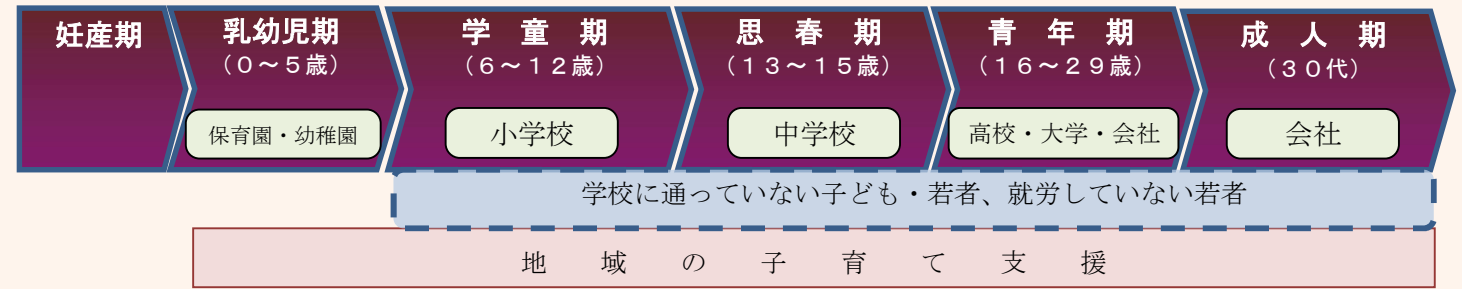 妊産期
乳幼児期
（０～５歳）
保育園・幼稚園
学 童 期
（６～１２歳）
小学校
思 春 期
（１３～１５歳）
中学校
青 年 期
（１６～２９歳）
高校・大学・会社
成 人 期
（３０代）
会社
学校に通っていない子ども・若者、就労していない若者
地 域 の 子 育 て 支 援